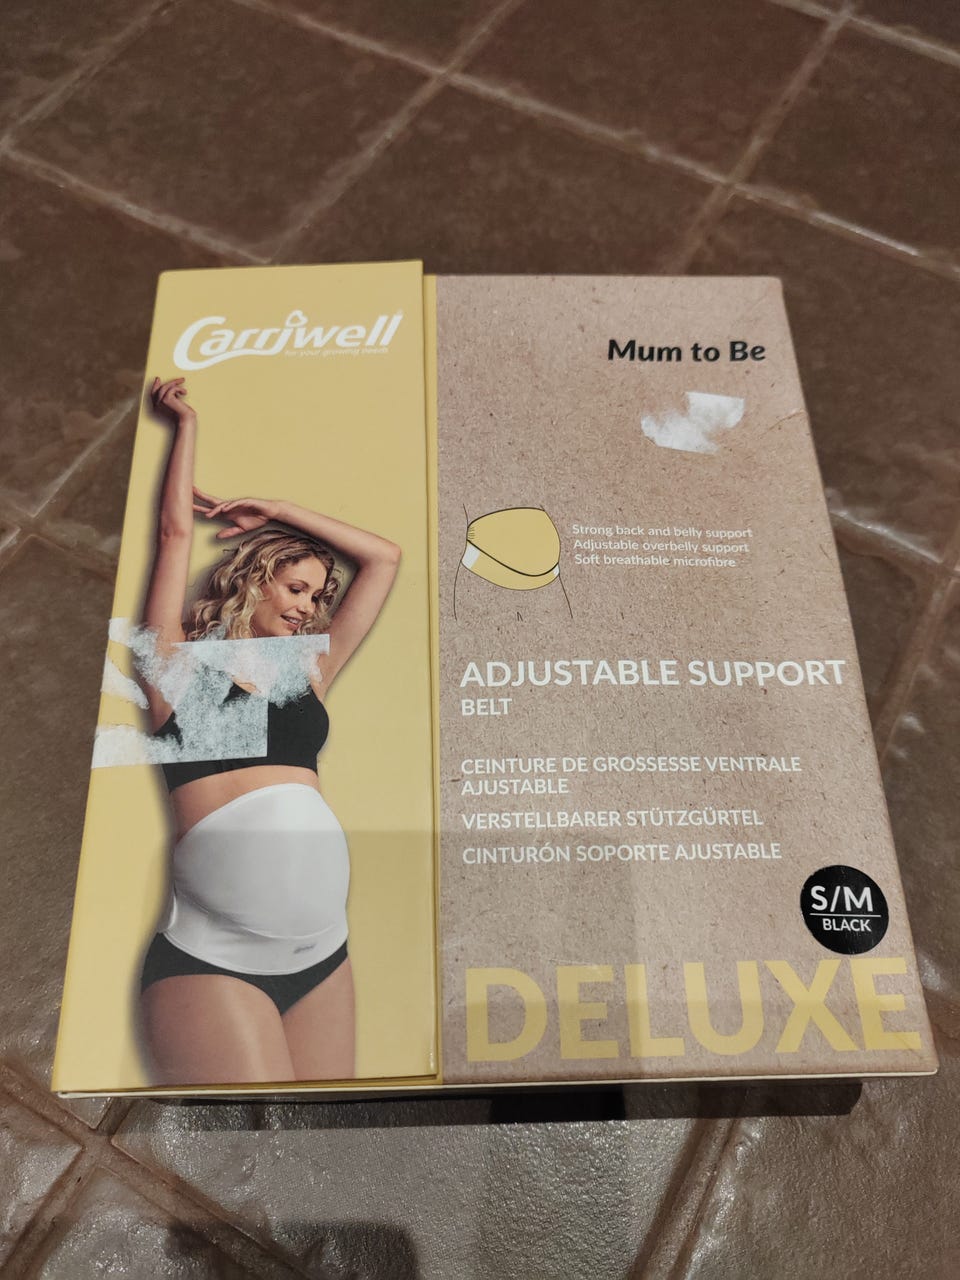 Carriwell
for your growing needs
Mum to Be
Strong back and belly support
Adjustable overbelly support
Soft breathable microfibre
ADJUSTABLE SUPPORT
BELT
CEINTURE DE GROSSESSE VENTRALE
AJUSTABLE
VERSTELLBARER STÜTZGÜRTEL
CINTURÓN SOPORTE AJUSTABLE
S/M
BLACK
DELUXE